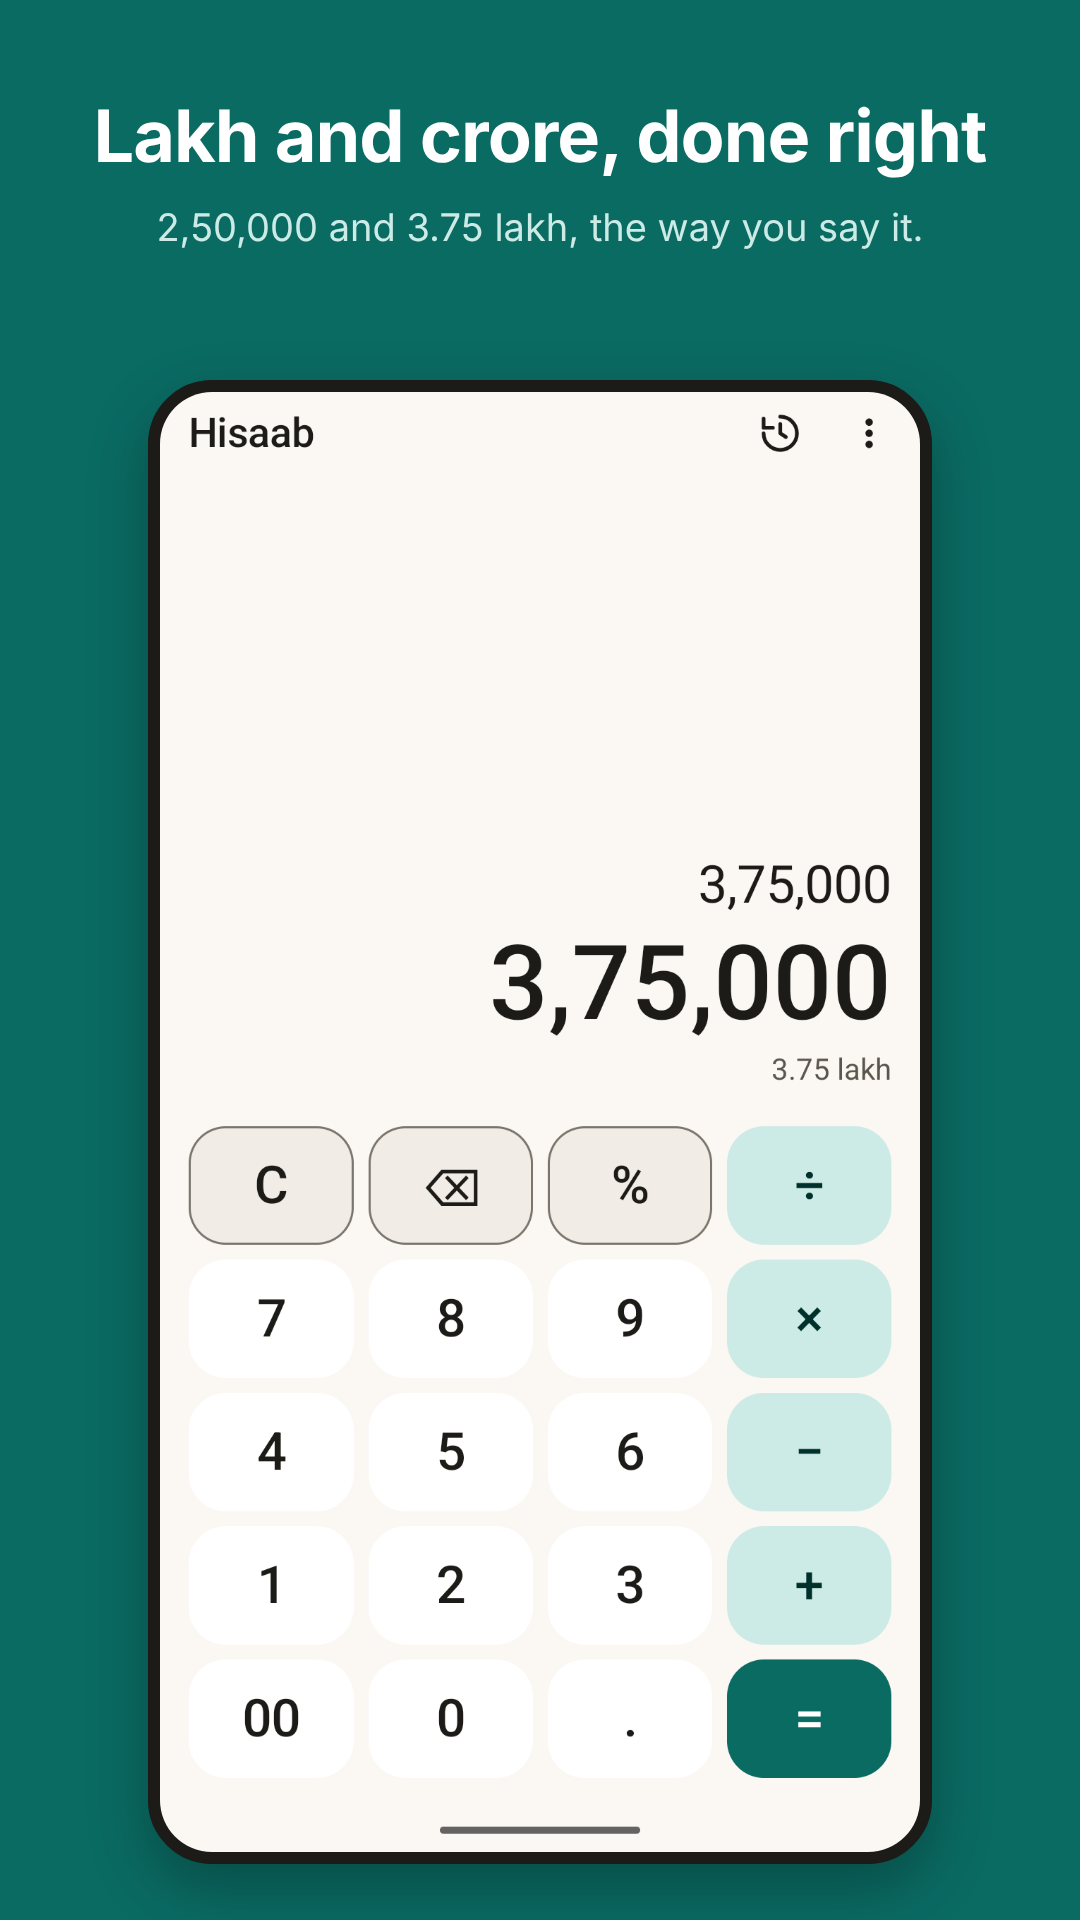 Lakh and crore, done right
2,50,000 and 3.75 lakh, the way you say it.
Hisaab
3,75,000
3,75,000
3.75 lakh
C % ÷
7 8 9 ×
4 5 6 −
1 2 3 +
00 0 . =